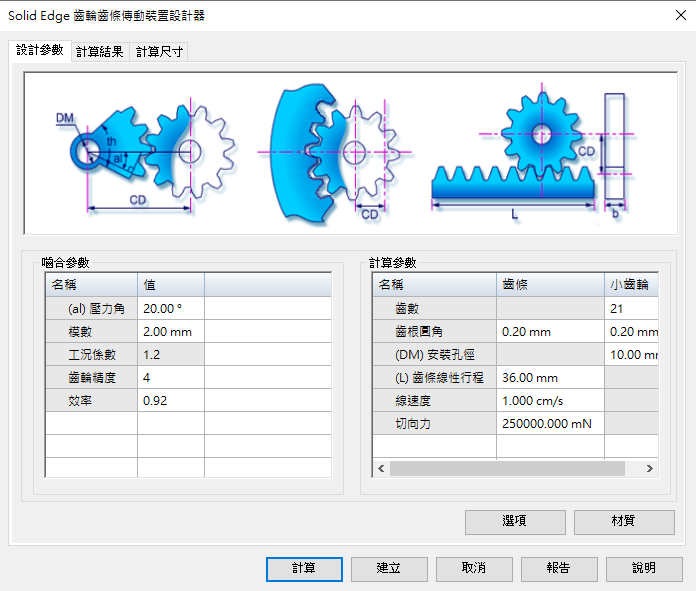 Solid Edge 齒輪齒條傳動裝置設計器
設計參數 計算結果 計算尺寸
DM th al CD
CD
CD L b
嚙合參數
名稱 值
(al) 壓力角 20.00 °
模數 2.00 mm
工況係數 1.2
齒輪精度 4
效率 0.92
計算參數
名稱 齒條 小齒輪
齒數 21
齒根圓角 0.20 mm 0.20 mm
(DM) 安裝孔徑 10.00 mm
(L) 齒條線性行程 36.00 mm
線速度 1.000 cm/s
切向力 250000.000 mN
選項 材質
計算 建立 取消 報告 說明